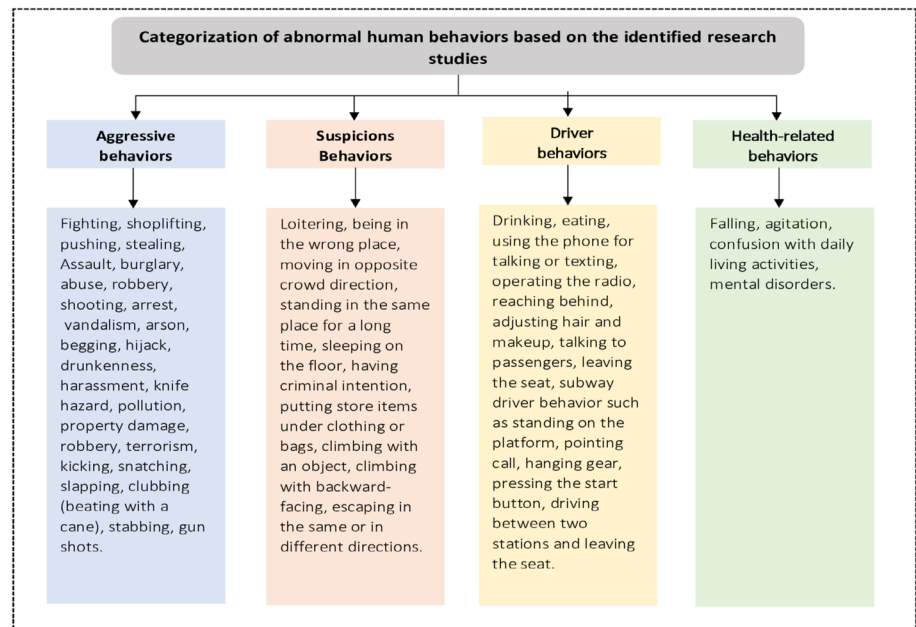 Categorization of abnormal human behaviors based on the identified research
studies
Aggressive
behaviors
Suspicions
Behaviors
Driver
behaviors
Health-related
behaviors
Fighting, shoplifting,
pushing, stealing,
Assault, burglary,
abuse, robbery,
shooting, arrest,
vandalism, arson,
begging, hijack,
drunkenness,
harassment, knife
hazard, pollution,
property damage,
robbery, terrorism,
kicking, snatching,
slapping, clubbing
(beating with a
cane), stabbing, gun
shots.
Loitering, being in
the wrong place,
moving in opposite
crowd direction,
standing in the same
place for a long
time, sleeping on
the floor, having
criminal intention,
putting store items
under clothing or
bags, climbing with
an object, climbing
with backward-
facing, escaping in
the same or in
different directions.
Drinking, eating,
using the phone for
talking or texting,
operating the radio,
reaching behind,
adjusting hair and
makeup, talking to
passengers, leaving
the seat, subway
driver behavior such
as standing on the
platform, pointing
call, hanging gear,
pressing the start
button, driving
between two
stations and leaving
the seat.
Falling, agitation,
confusion with daily
living activities,
mental disorders.